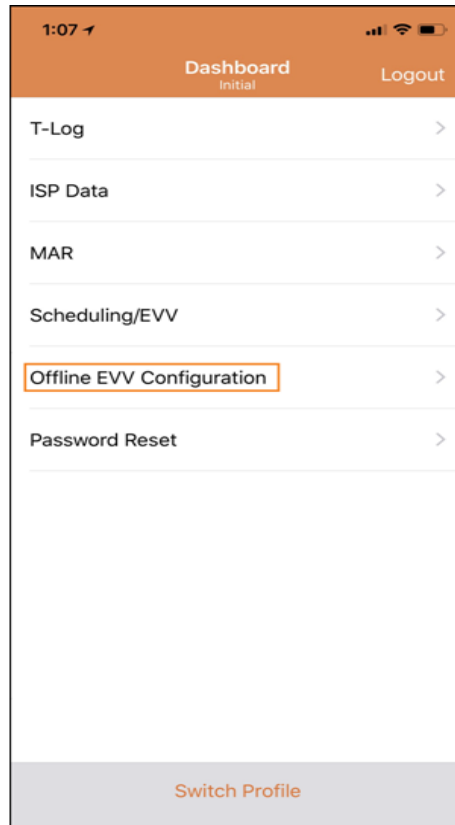 1:07
Dashboard
Initial
Logout
T-Log
ISP Data
MAR
Scheduling/EVV
Offline EVV Configuration
Password Reset
Switch Profile